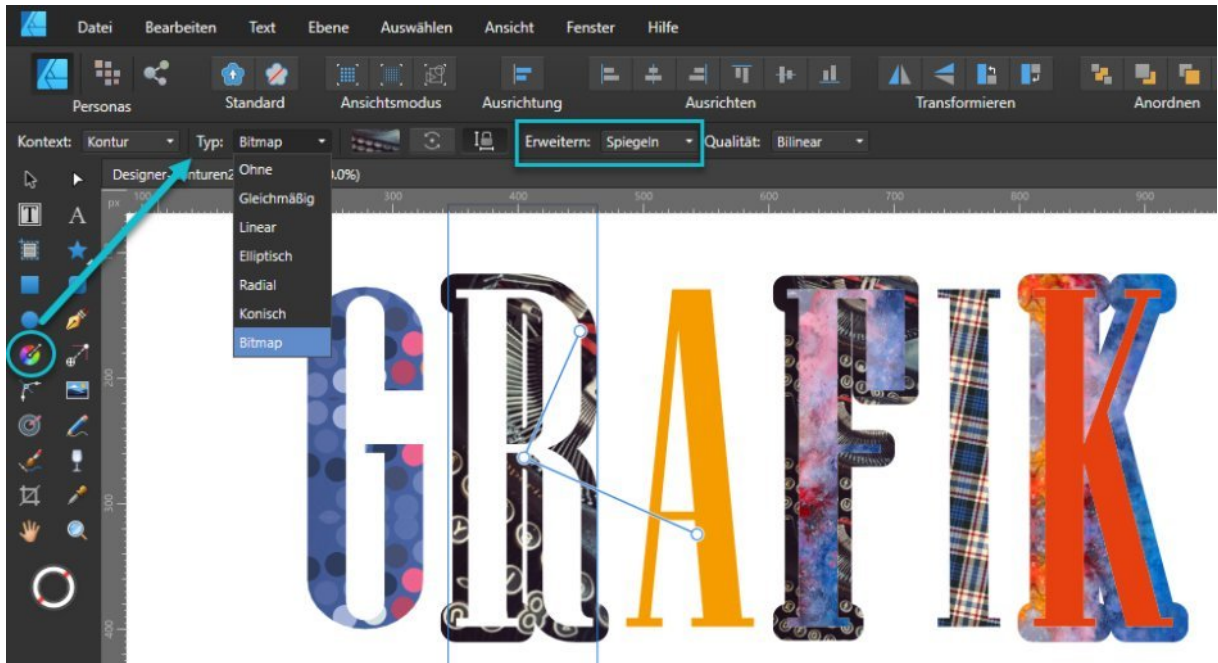 Datei Bearbeiten Text Ebene Auswählen Ansicht Fenster Hilfe
Personas Standard Ansichtsmodus Ausrichtung Ausrichten Transformieren Anordnen
Kontext: Kontur Typ: Bitmap Erweitern: Spiegeln Qualität: Bilinear
Ohne
Gleichmäßig
Linear
Elliptisch
Radial
Konisch
Bitmap
px 100 300 400 500 600 700 800 900
200
300
400
GRAFIK